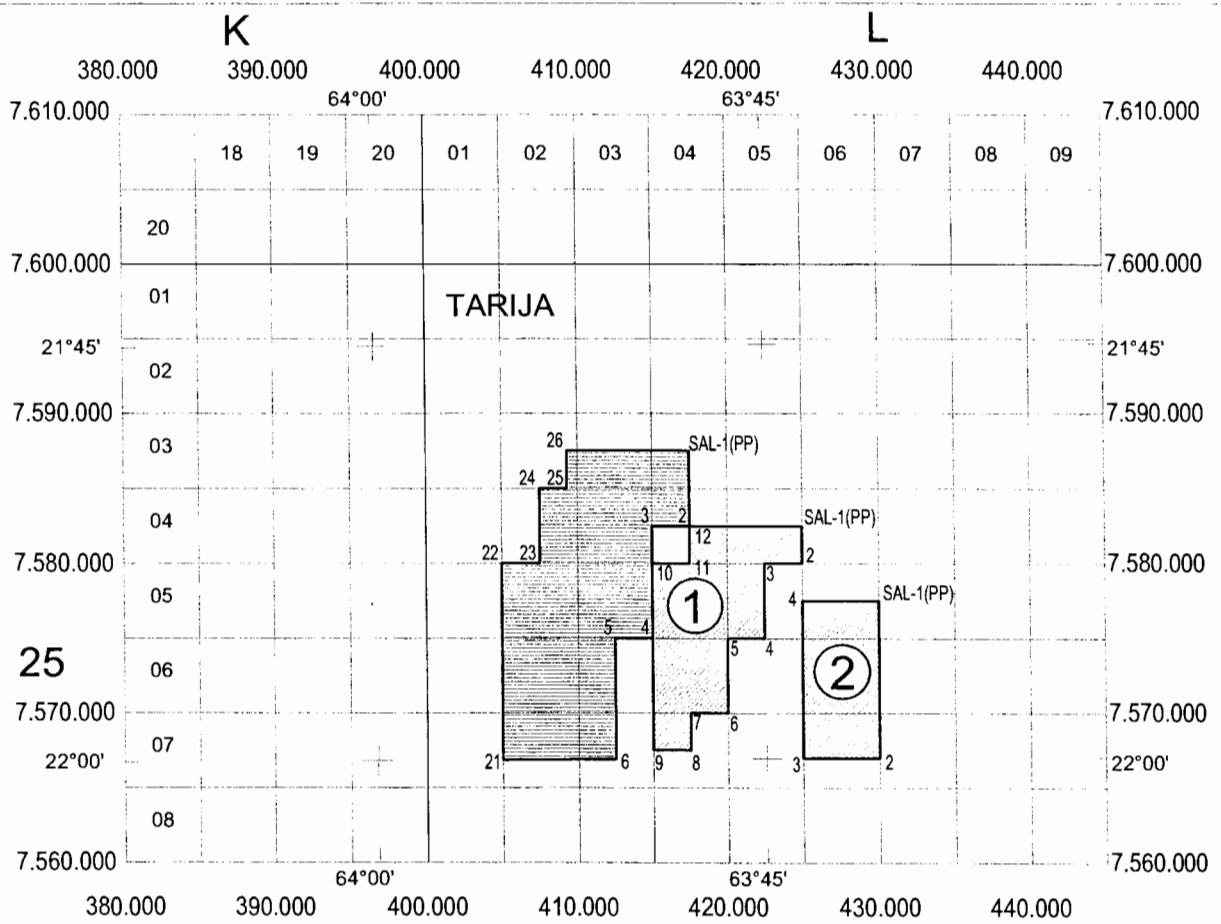 K L
380.000 390.000 400.000 410.000 420.000 430.000 440.000
64°00' 63°45'
7.610.000 7.610.000
18 19 20 01 02 03 04 05 06 07 08 09
20
7.600.000 7.600.000
01 TARIJA
21°45' 21°45'
02
7.590.000 7.590.000
03 26 SAL-1(PP)
24 25
04 3 2 SAL-1(PP)
12
22 23 2
7.580.000 10 11 3 7.580.000
05 1 4 SAL-1(PP)
5 4 5 4
25 06 2
7.570.000 7 6 7.570.000
07
22°00' 21 6 9 8 3 2 22°00'
08
7.560.000 7.560.000
64°00' 63°45'
380.000 390.000 400.000 410.000 420.000 430.000 440.000